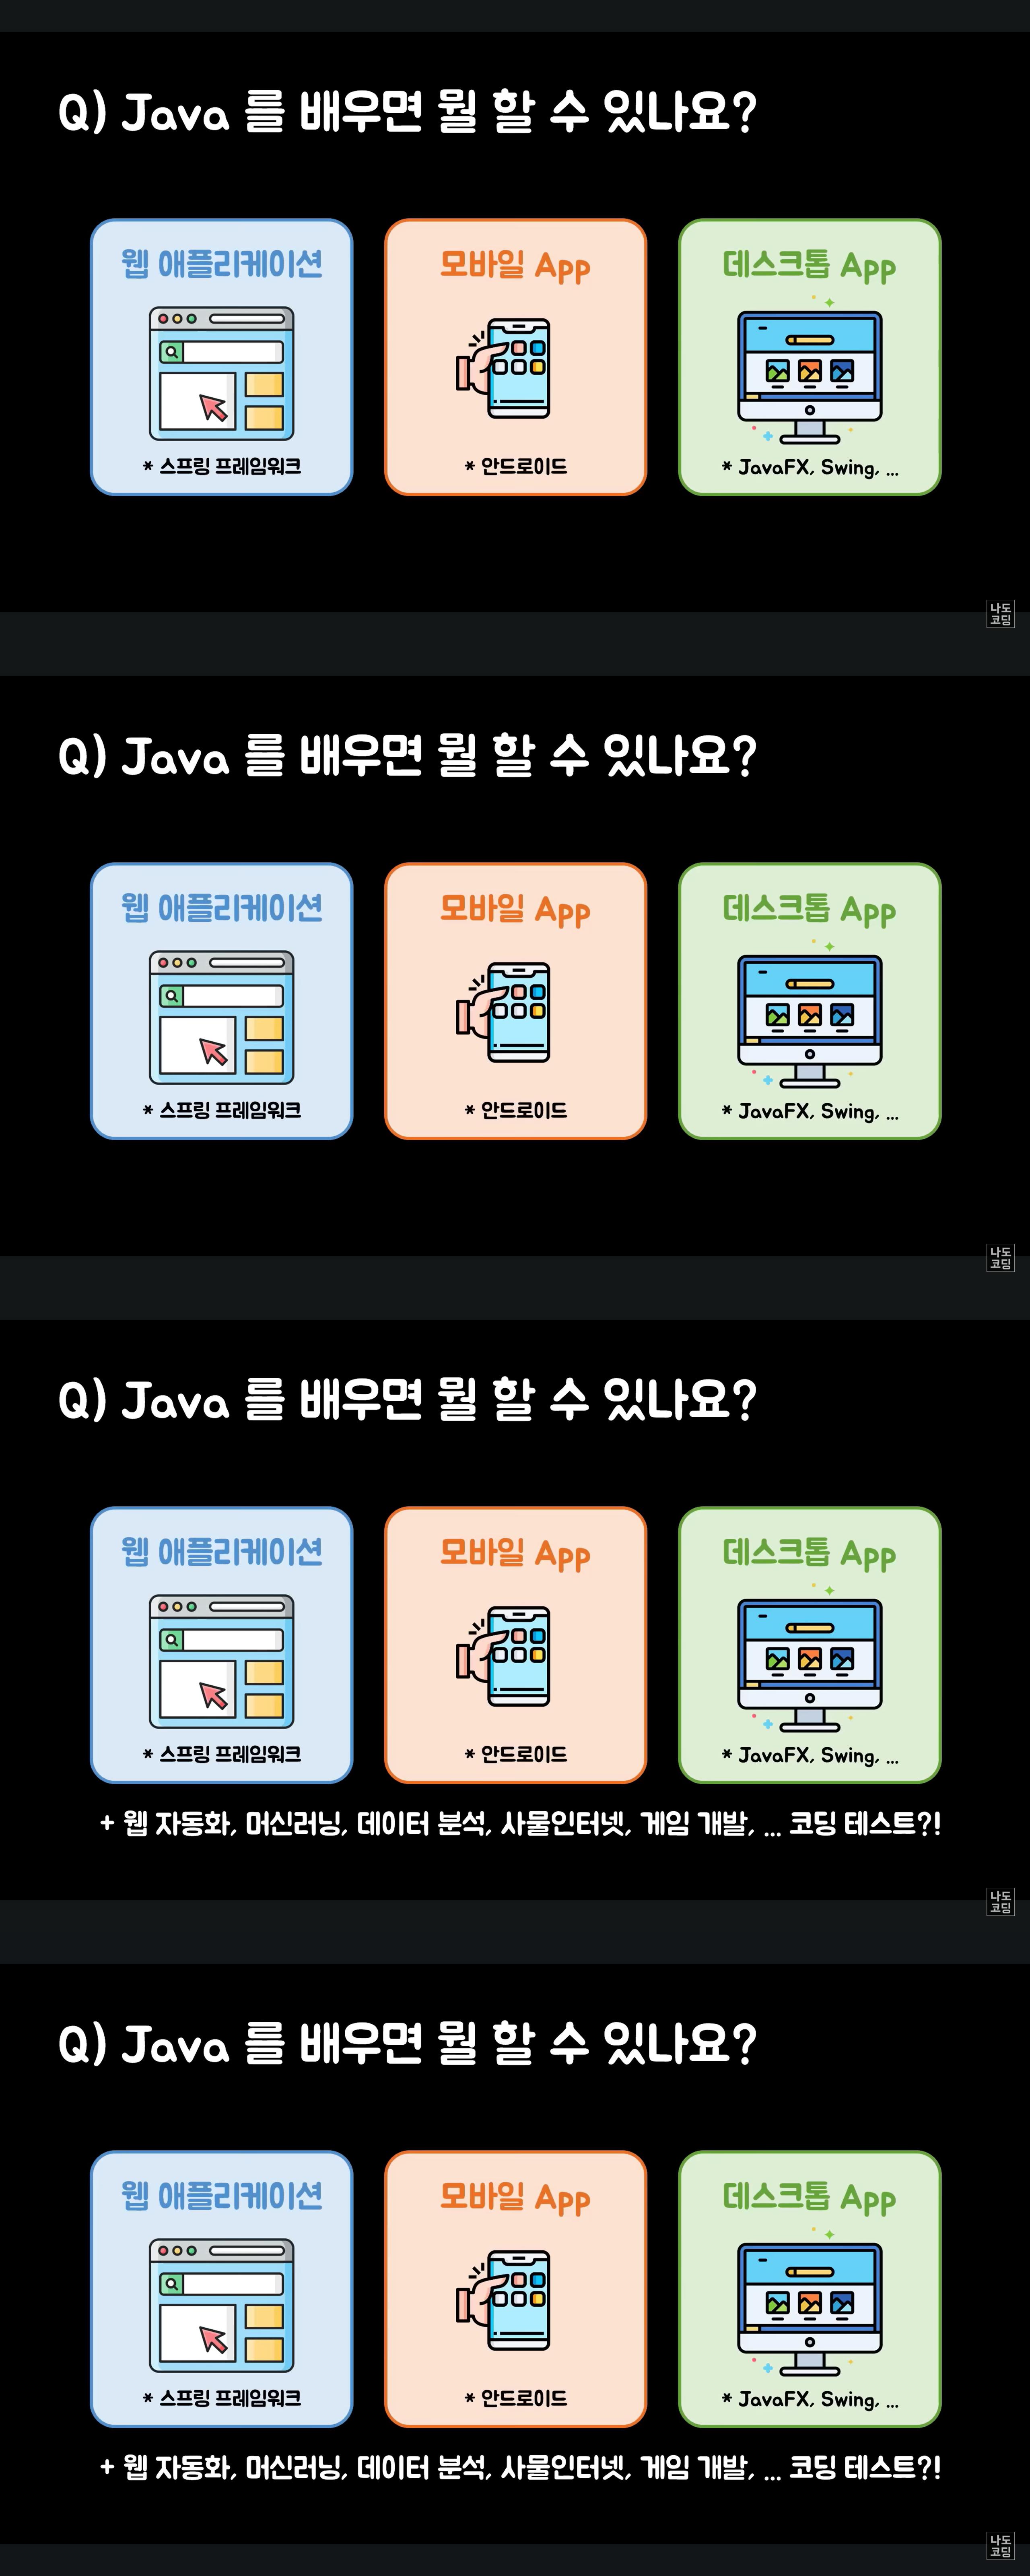 Q) Java 를 배우면 뭘 할 수 있나요?
웹 애플리케이션
모바일 App
데스크톱 App
* 스프링 프레임워크
* 안드로이드
* JavaFX, Swing, ...
나도
코딩
Q) Java 를 배우면 뭘 할 수 있나요?
웹 애플리케이션
모바일 App
데스크톱 App
* 스프링 프레임워크
* 안드로이드
* JavaFX, Swing, ...
나도
코딩
Q) Java 를 배우면 뭘 할 수 있나요?
웹 애플리케이션
모바일 App
데스크톱 App
* 스프링 프레임워크
* 안드로이드
* JavaFX, Swing, ...
+ 웹 자동화, 머신러닝, 데이터 분석, 사물인터넷, 게임 개발, ... 코딩 테스트?!
나도
코딩
Q) Java 를 배우면 뭘 할 수 있나요?
웹 애플리케이션
모바일 App
데스크톱 App
* 스프링 프레임워크
* 안드로이드
* JavaFX, Swing, ...
+ 웹 자동화, 머신러닝, 데이터 분석, 사물인터넷, 게임 개발, ... 코딩 테스트?!
나도
코딩